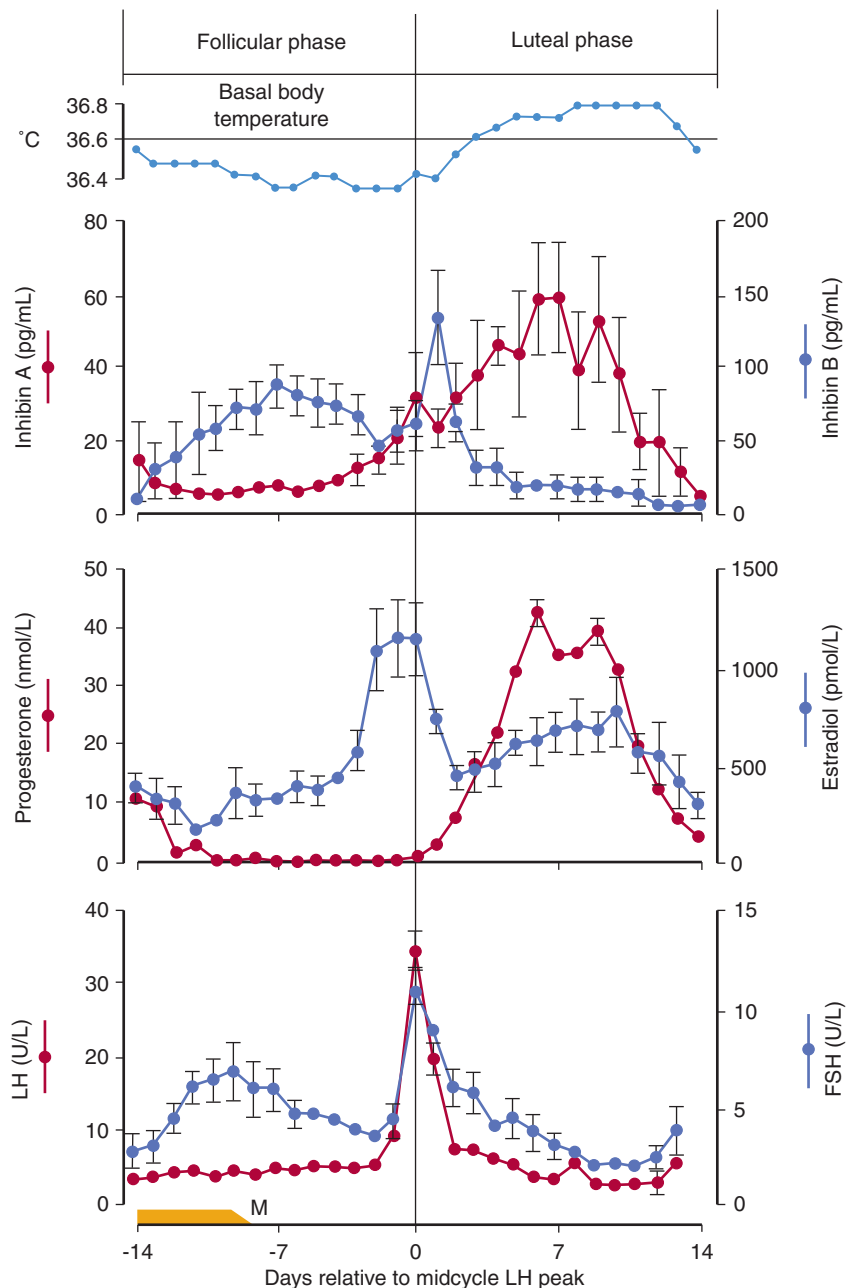 Follicular phase
Luteal phase
Basal body
temperature
˚C
36.8
36.6
36.4
Inhibin A (pg/mL)
80
60
40
20
0
200
150
100
50
0
Inhibin B (pg/mL)
Progesterone (nmol/L)
50
40
30
20
10
0
1500
1000
500
0
Estradiol (pmol/L)
LH (U/L)
40
30
20
10
0
15
10
5
0
FSH (U/L)
M
-14
-7
0
7
14
Days relative to midcycle LH peak